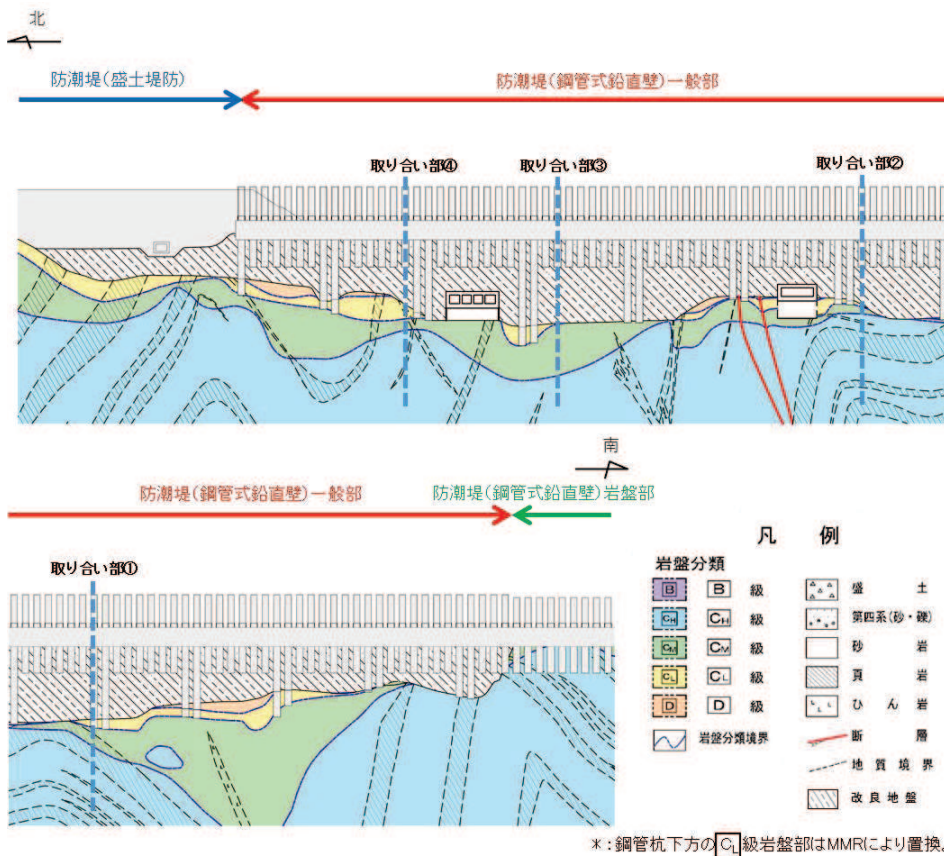 北
防潮堤(盛土堤防)
防潮堤(鋼管式鉛直壁)一般部
取り合い部④
取り合い部③
取り合い部②
南
防潮堤(鋼管式鉛直壁)一般部
防潮堤(鋼管式鉛直壁)岩盤部
取り合い部①
凡 例
岩盤分類
B B 級
CH CH 級
CM CM 級
CL CL 級
D D 級
岩盤分類境界
盛 土
第四系(砂・礫)
砂 岩
頁 岩
ひ ん 岩
断 層
地 質 境 界
改 良 地 盤
*:鋼管杭下方のCL級岩盤部はMMRにより置換。